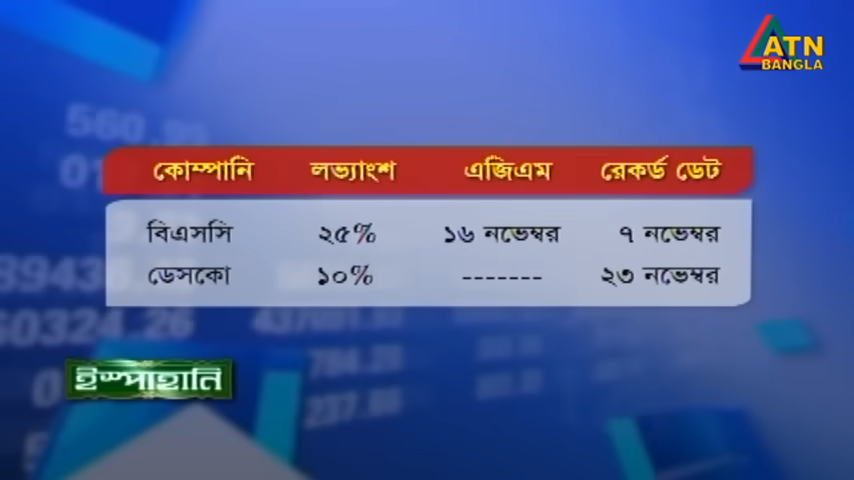 ATN
BANGLA
কোম্পানি লভ্যাংশ এজিএম রেকর্ড ডেট
বিএসসি ২৫% ১৬ নভেম্বর ৭ নভেম্বর
ডেসকো ১০% ------- ২৩ নভেম্বর
ইস্পাহানি